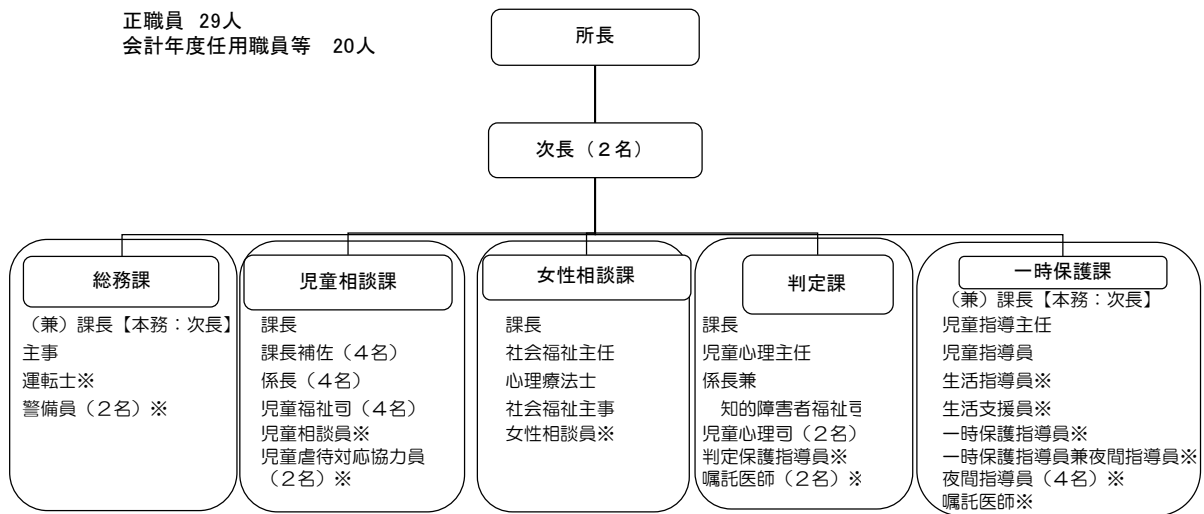 正職員 29人
会計年度任用職員等 20人
所長
次長（２名）
総務課
（兼）課長【本務：次長】
主事
運転士※
警備員（２名）※
児童相談課
課長
課長補佐（４名）
係長（４名）
児童福祉司（４名）
児童相談員※
児童虐待対応協力員
（２名）※
女性相談課
課長
社会福祉主任
心理療法士
社会福祉主事
女性相談員※
判定課
課長
児童心理主任
係長兼
知的障害者福祉司
児童心理司（２名）
判定保護指導員※
嘱託医師（２名）※
一時保護課
（兼）課長【本務：次長】
児童指導主任
児童指導員
生活指導員※
生活支援員※
一時保護指導員※
一時保護指導員兼夜間指導員※
夜間指導員（４名）※
嘱託医師※